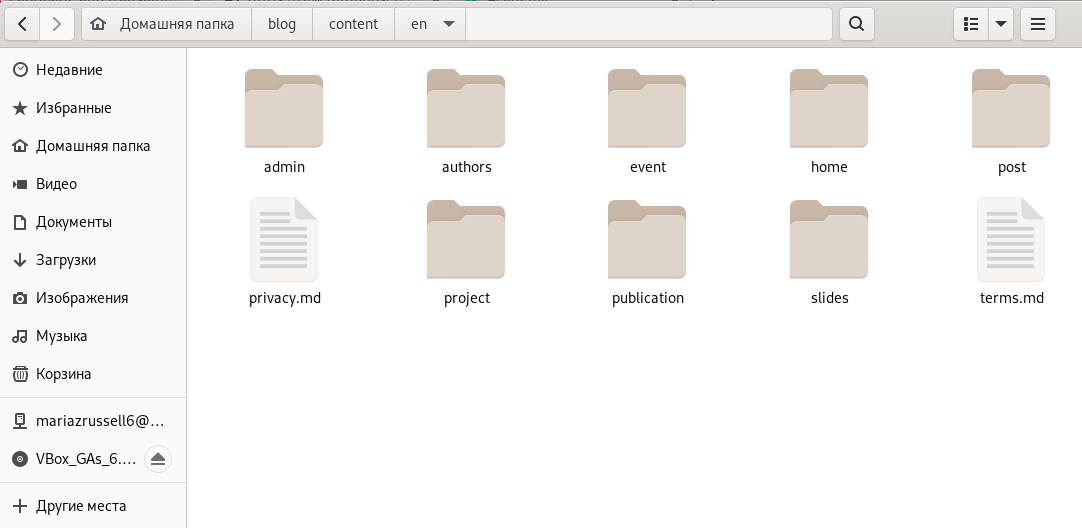 Домашняя папка blog content en
Недавние
Избранные
Домашняя папка
Видео
Документы
Загрузки
Изображения
Музыка
Корзина
mariazrussell6@...
VBox_GAs_6....
Другие места
admin authors event home post
privacy.md project publication slides terms.md